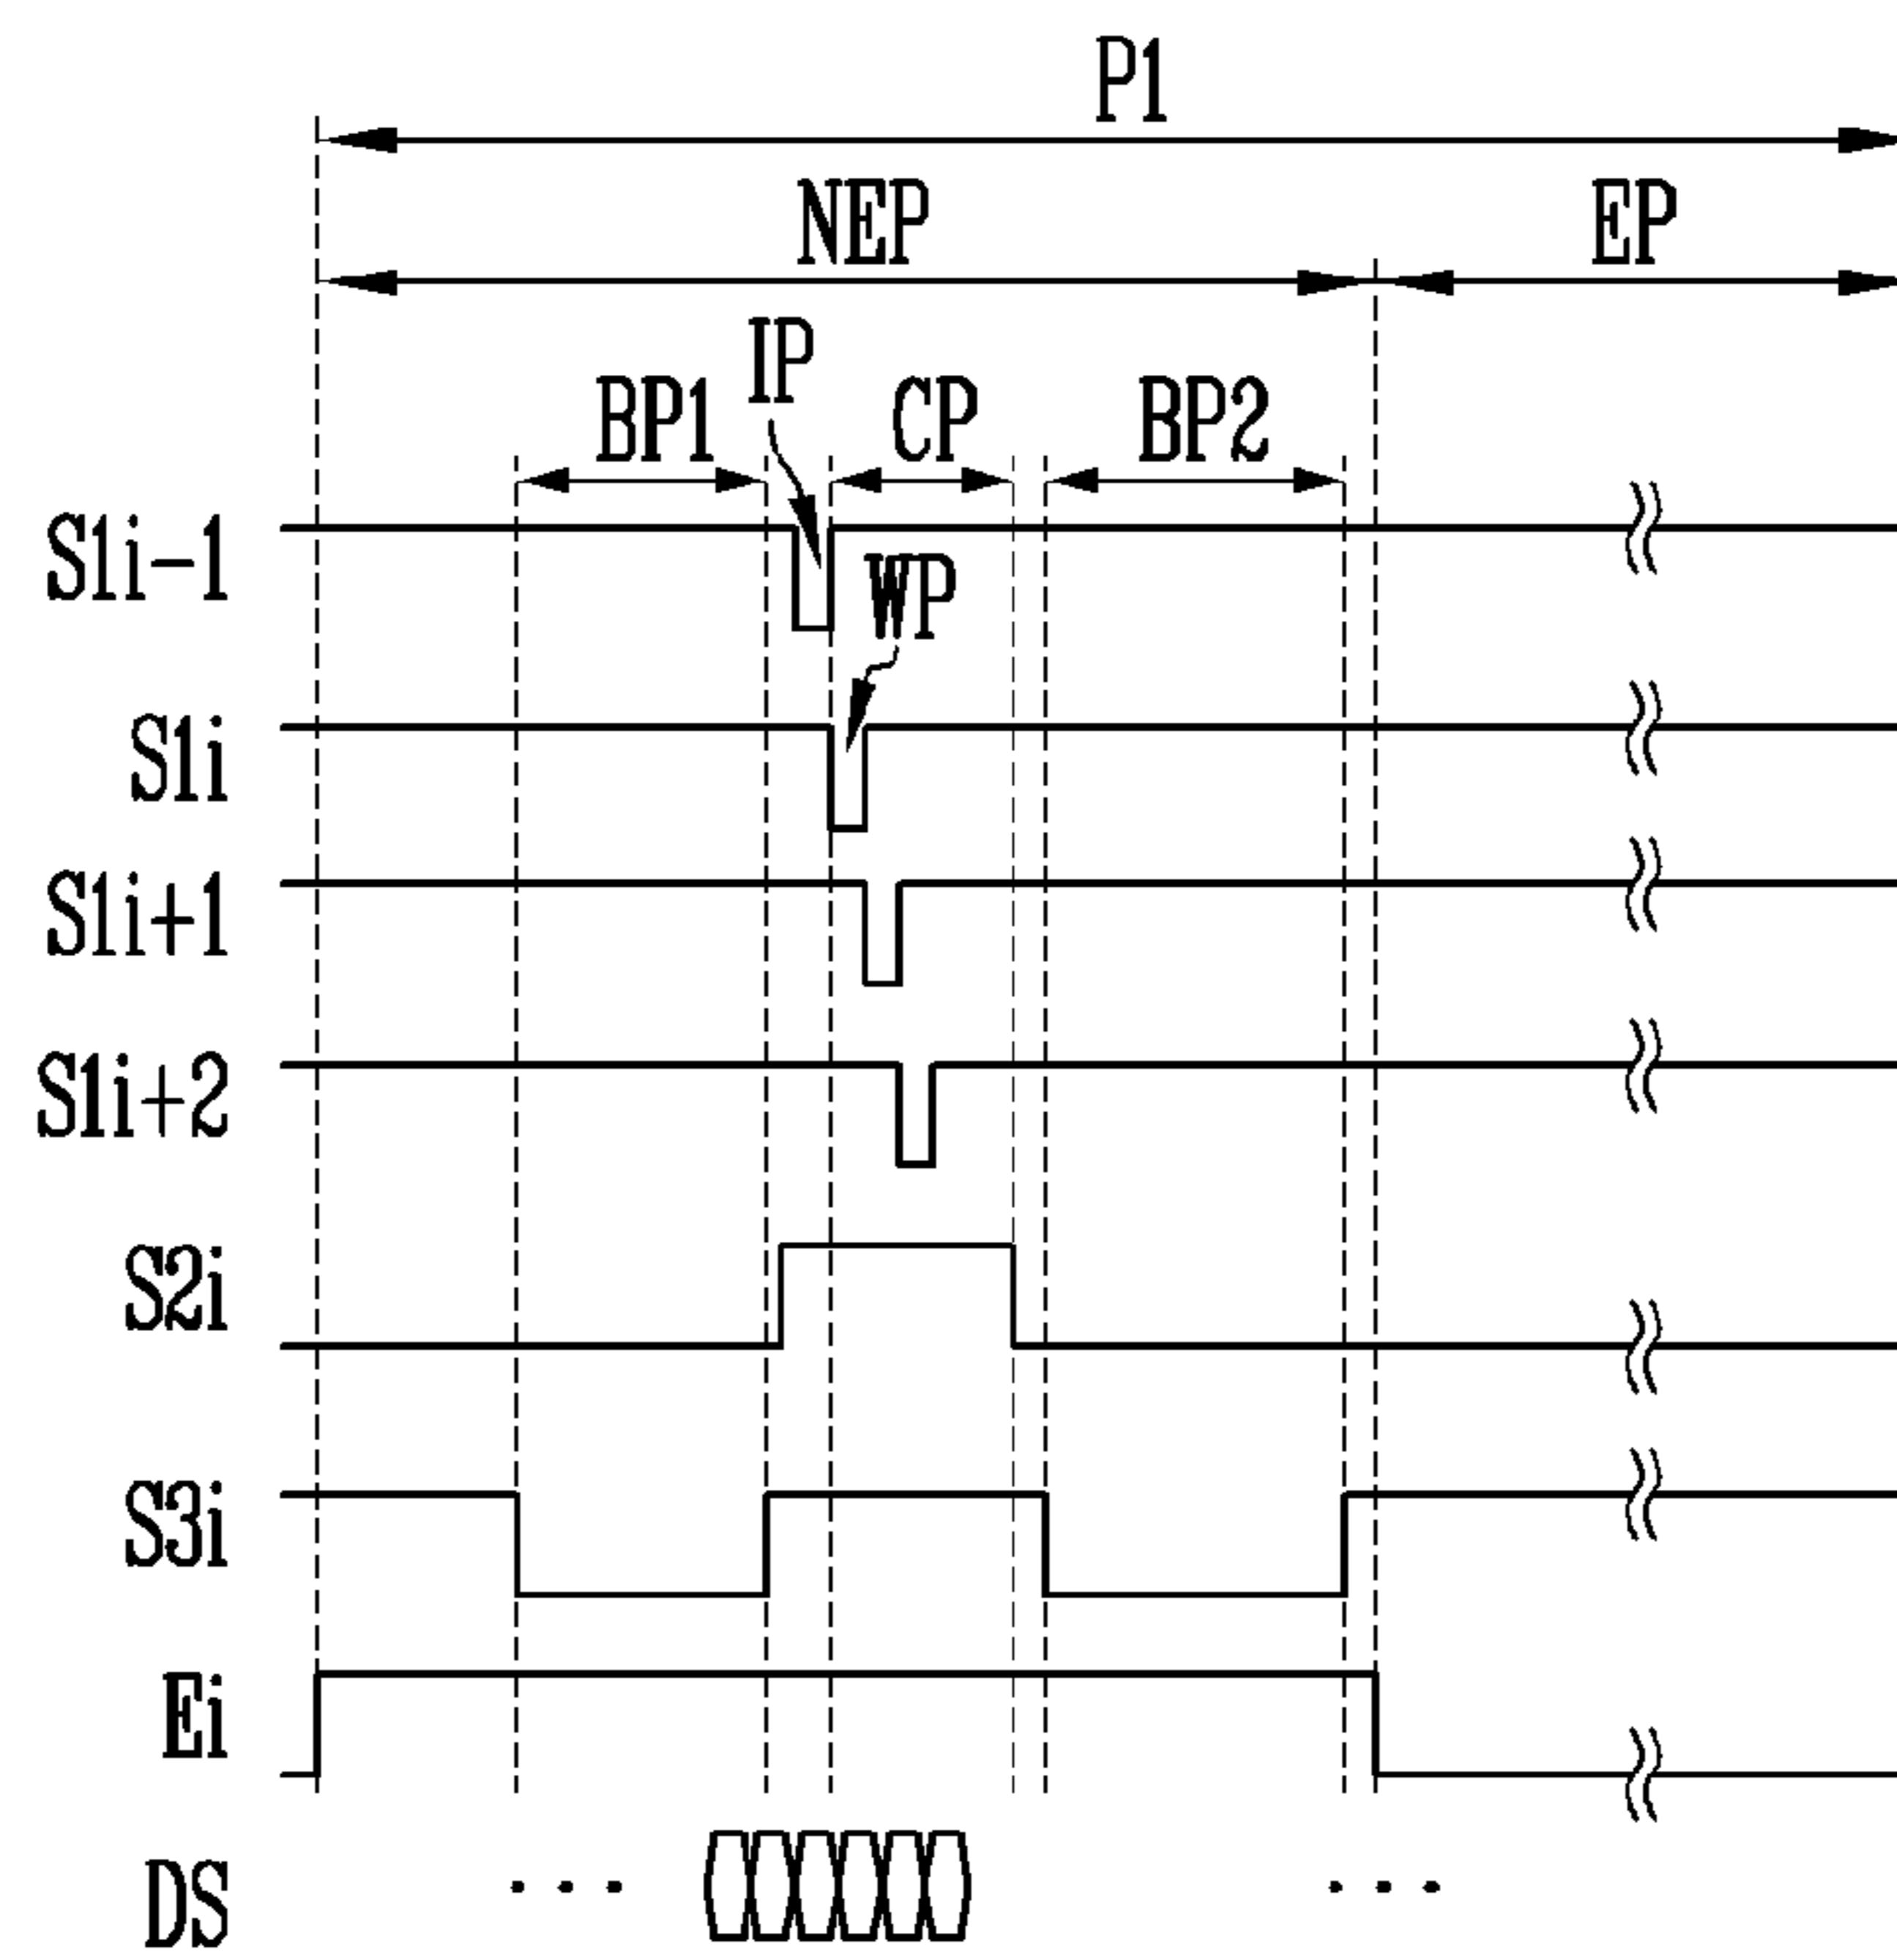 P1
NEP EP
IP
BP1 CP BP2
S1i-1
WP
S1i
S1i+1
S1i+2
S2i
S3i
Ei
DS ... ...